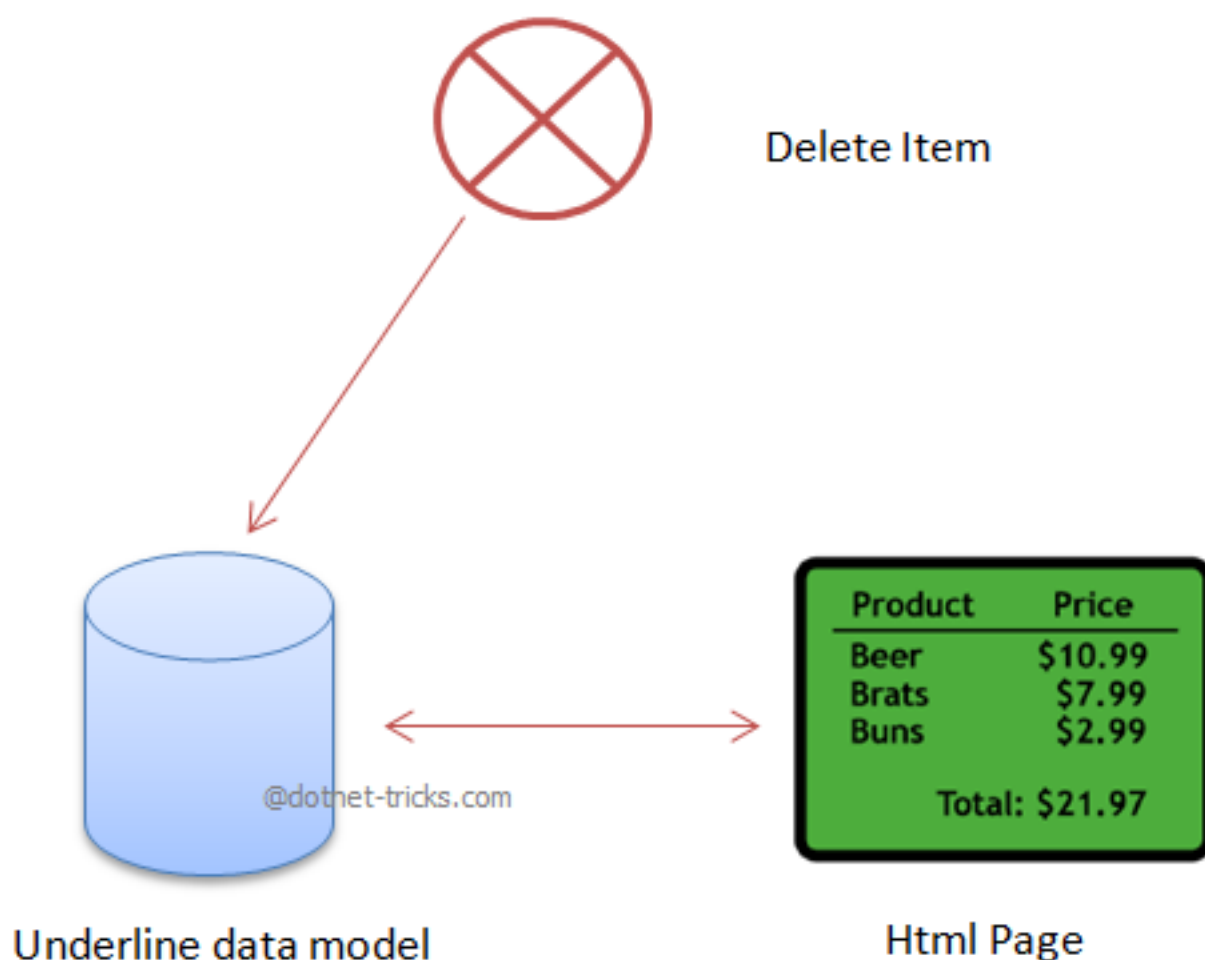 Delete Item
Product Price
Beer $10.99
Brats $7.99
Buns $2.99
Total: $21.97
@dotnet-tricks.com
Underline data model
Html Page